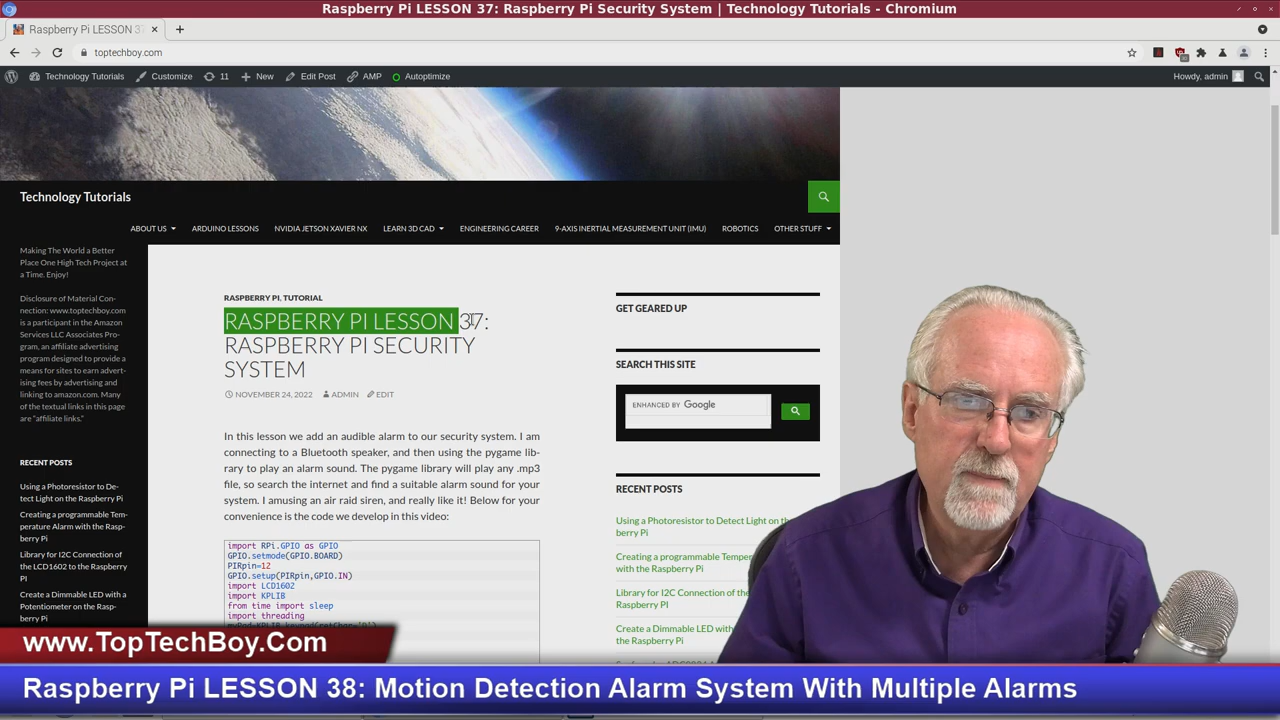 Raspberry Pi LESSON 37: Raspberry Pi Security System | Technology Tutorials - Chromium
Raspberry Pi LESSON 37
toptechboy.com
Technology Tutorials
Customize
11
New
Edit Post
AMP
Autoptimize
Howdy, admin
Technology Tutorials
ABOUT US
ARDUINO LESSONS
NVIDIA JETSON XAVIER NX
LEARN 3D CAD
ENGINEERING CAREER
9-AXIS INERTIAL MEASUREMENT UNIT (IMU)
ROBOTICS
OTHER STUFF
Making The World a Better
Place One High Tech Project at
a Time. Enjoy!
Disclosure of Material Con-
nection: www.toptechboy.com
is a participant in the Amazon
Services LLC Associates Pro-
gram, an affiliate advertising
program designed to provide a
means for sites to earn advert-
ising fees by advertising and
linking to amazon.com. Many
of the textual links in this page
are “affiliate links.”
RECENT POSTS
Using a Photoresistor to De-
tect Light on the Raspberry Pi
Creating a programmable Tem-
perature Alarm with the Rasp-
berry Pi
Library for I2C Connection of
the LCD1602 to the Raspberry
PI
Create a Dimmable LED with a
Potentiometer on the Rasp-
berry Pi
RASPBERRY PI, TUTORIAL
RASPBERRY PI LESSON 37:
RASPBERRY PI SECURITY
SYSTEM
NOVEMBER 24, 2022 ADMIN EDIT
In this lesson we add an audible alarm to our security system. I am
connecting to a Bluetooth speaker, and then using the pygame lib-
rary to play an alarm sound. The pygame library will play any .mp3
file, so search the internet and find a suitable alarm sound for your
system. I amusing an air raid siren, and really like it! Below for your
convenience is the code we develop in this video:
import RPi.GPIO as GPIO
GPIO.setmode(GPIO.BOARD)
PIRpin=12
GPIO.setup(PIRpin,GPIO.IN)
import LCD1602
import KPLIB
from time import sleep
import threading
GET GEARED UP
SEARCH THIS SITE
ENHANCED BY Google
RECENT POSTS
Using a Photoresistor to Detect Light on the
berry Pi
Creating a programmable Temper
with the Raspberry Pi
Library for I2C Connection of the
Raspberry PI
Create a Dimmable LED with
the Raspberry Pi
www.TopTechBoy.Com
Raspberry Pi LESSON 38: Motion Detection Alarm System With Multiple Alarms